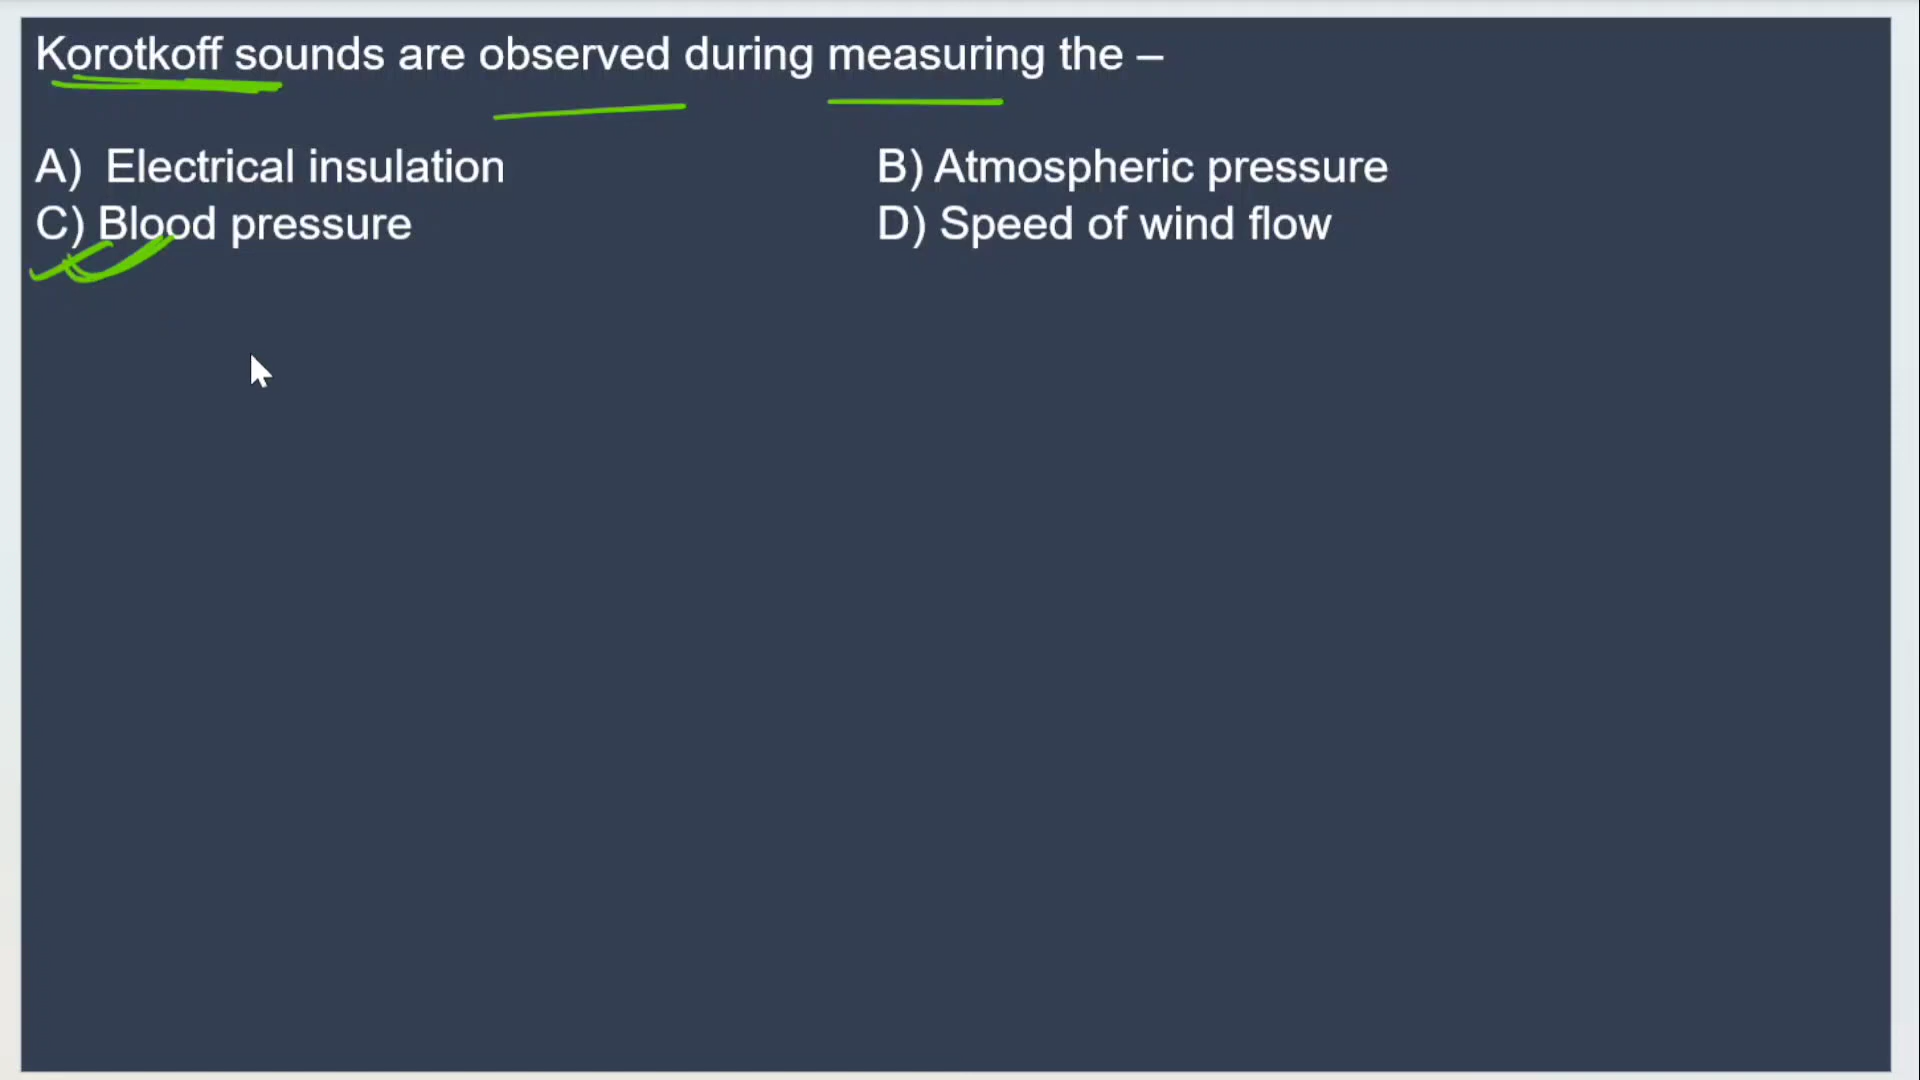 Korotkoff sounds are observed during measuring the –
A) Electrical insulation
B) Atmospheric pressure
C) Blood pressure
D) Speed of wind flow